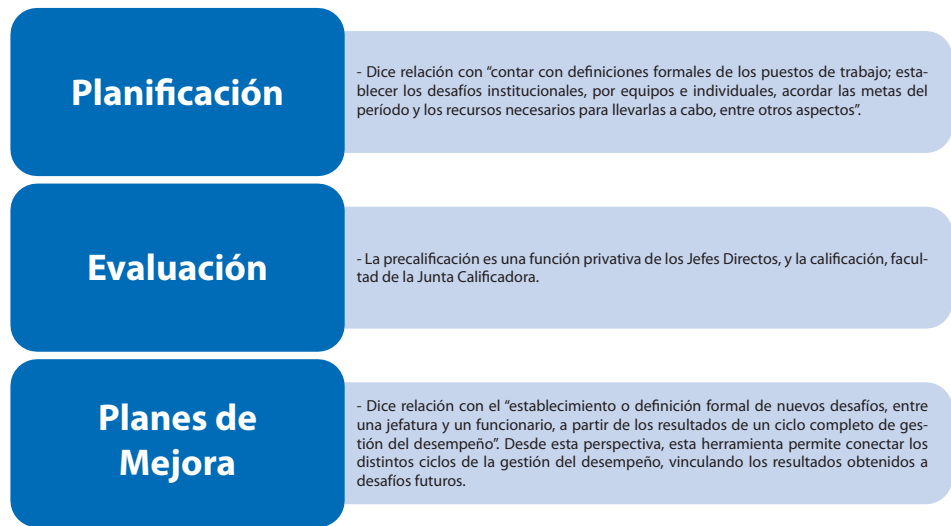 Planificación
- Dice relación con “contar con definiciones formales de los puestos de trabajo; esta-
blecer los desafíos institucionales, por equipos e individuales, acordar las metas del
período y los recursos necesarios para llevarlas a cabo, entre otros aspectos”.
Evaluación
- La precalificación es una función privativa de los Jefes Directos, y la calificación, facul-
tad de la Junta Calificadora.
Planes de
Mejora
- Dice relación con el “establecimiento o definición formal de nuevos desafíos, entre
una jefatura y un funcionario, a partir de los resultados de un ciclo completo de ges-
tión del desempeño”. Desde esta perspectiva, esta herramienta permite conectar los
distintos ciclos de la gestión del desempeño, vinculando los resultados obtenidos a
desafíos futuros.